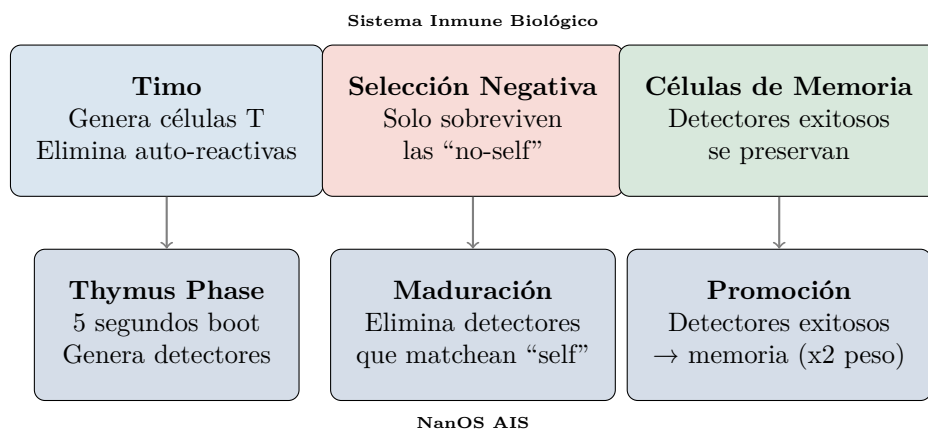 Sistema Inmune Biológico
Timo
Genera células T
Elimina auto-reactivas
Selección Negativa
Solo sobreviven
las “no-self”
Células de Memoria
Detectores exitosos
se preservan
Thymus Phase
5 segundos boot
Genera detectores
Maduración
Elimina detectores
que matchean “self”
Promoción
Detectores exitosos
→ memoria (x2 peso)
NanOS AIS